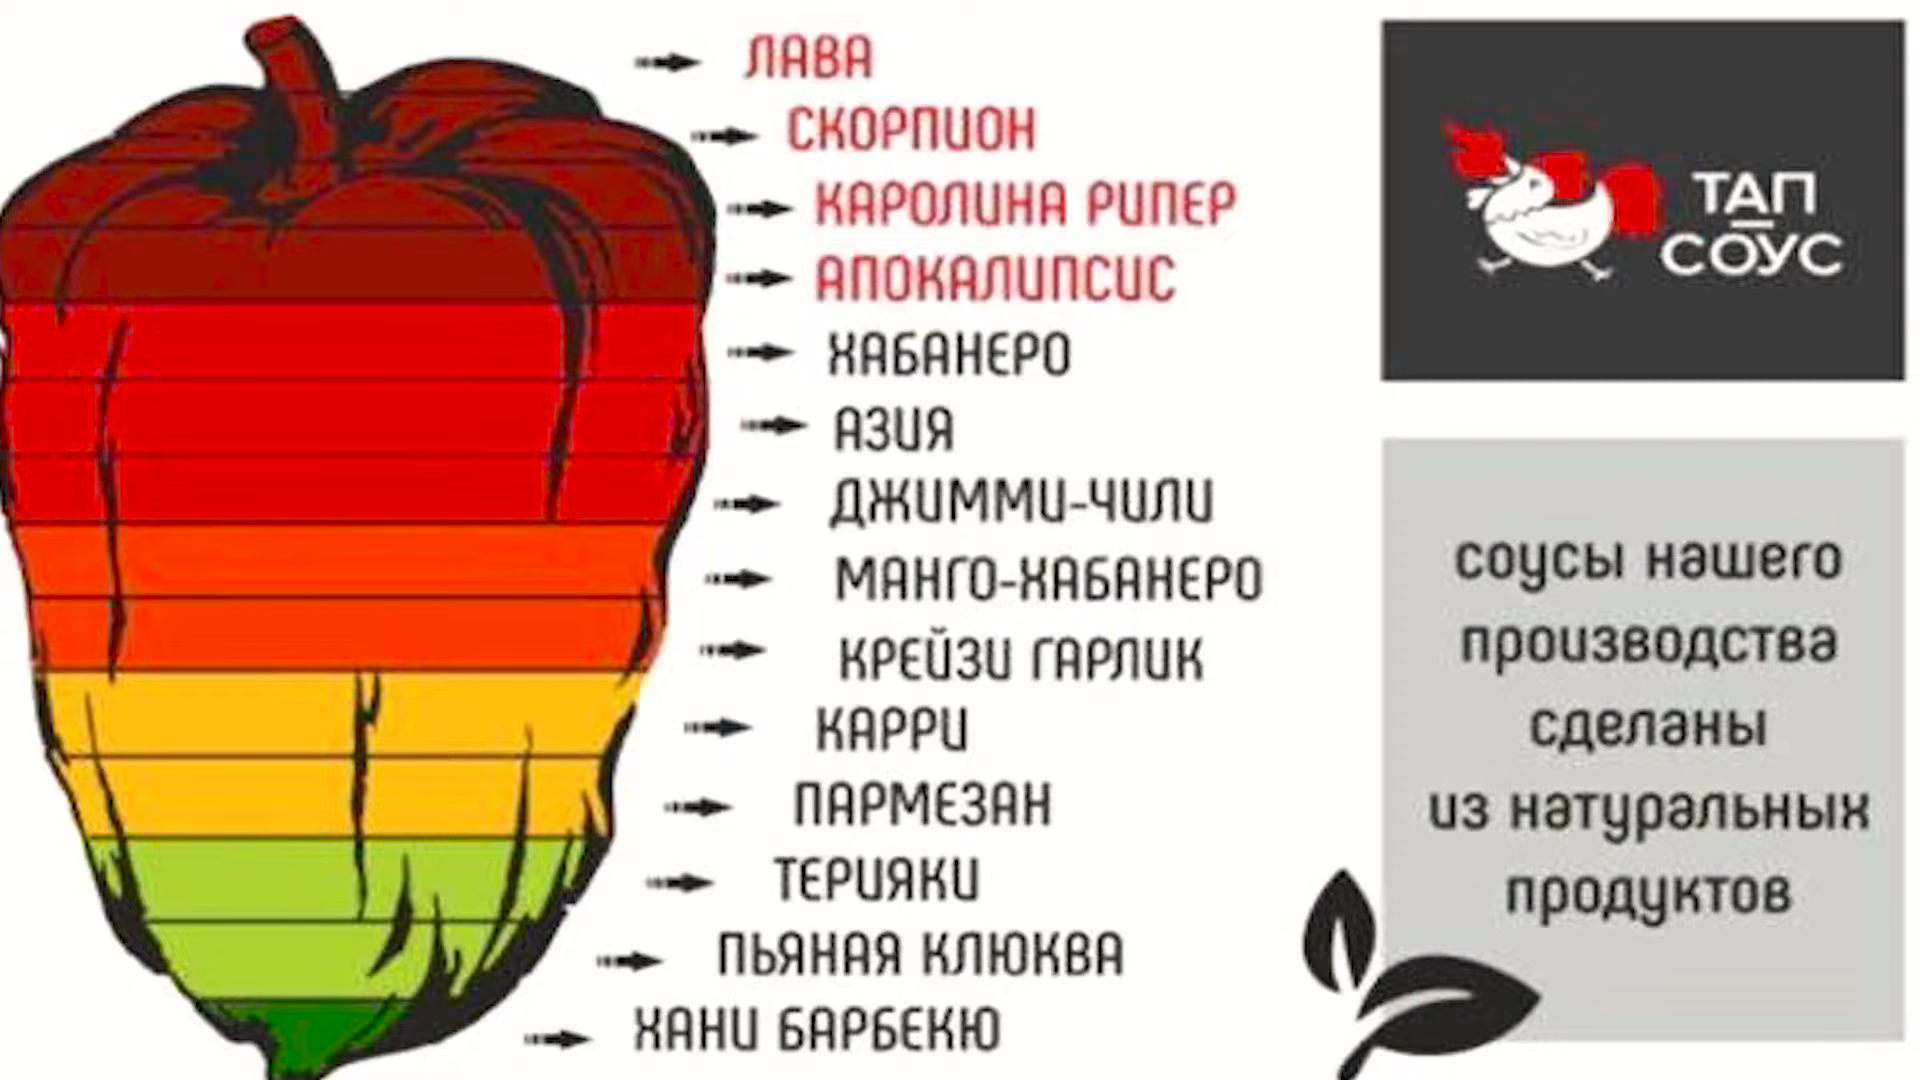 ЛАВА
СКОРПИОН
КАРОЛИНА РИПЕР
АПОКАЛИПСИС
ХАБАНЕРО
АЗИЯ
ДЖИММИ-ЧИЛИ
МАНГО-ХАБАНЕРО
КРЕЙЗИ ГАРЛИК
КАРРИ
ПАРМЕЗАН
ТЕРИЯКИ
ПЬЯНАЯ КЛЮКВА
ХАНИ БАРБЕКЮ
ТАП
СОУС
соусы нашего
производства
сделаны
из натуральных
продуктов